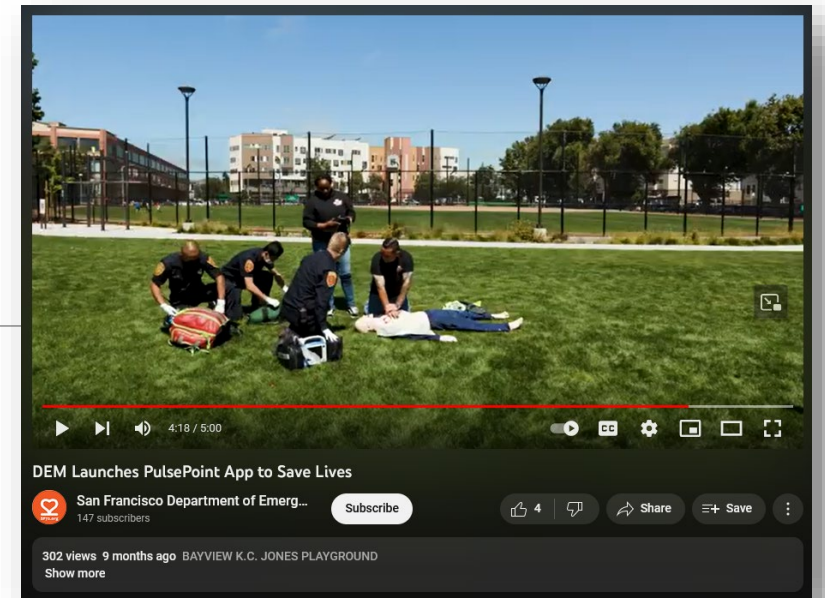 4:18 / 5:00
CC
DEM Launches PulsePoint App to Save Lives
San Francisco Department of Emerg...
147 subscribers
Subscribe
4
Share
Save
302 views 9 months ago BAYVIEW K.C. JONES PLAYGROUND
Show more